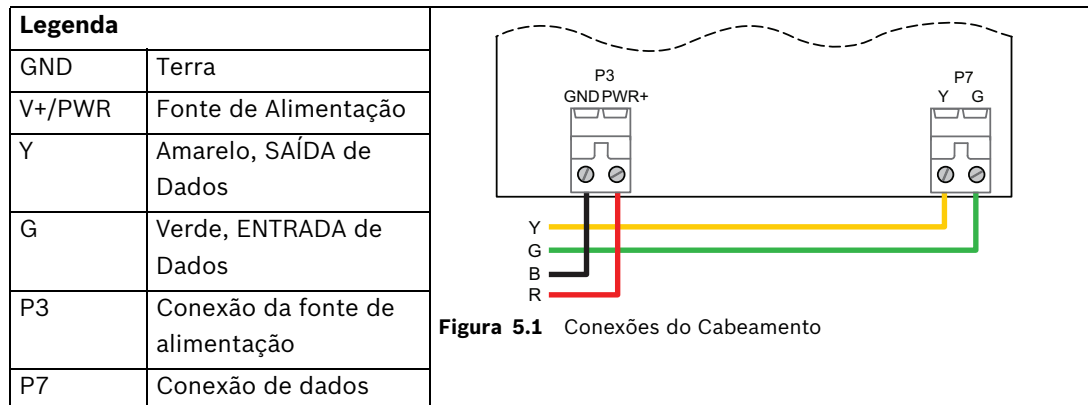 Legenda
GND Terra
V+/PWR Fonte de Alimentação
Y Amarelo, SAÍDA de
Dados
G Verde, ENTRADA de
Dados
P3 Conexão da fonte de
alimentação
P7 Conexão de dados
P3
GND PWR+
P7
Y G
Y
G
B
R
Figura 5.1 Conexões do Cabeamento